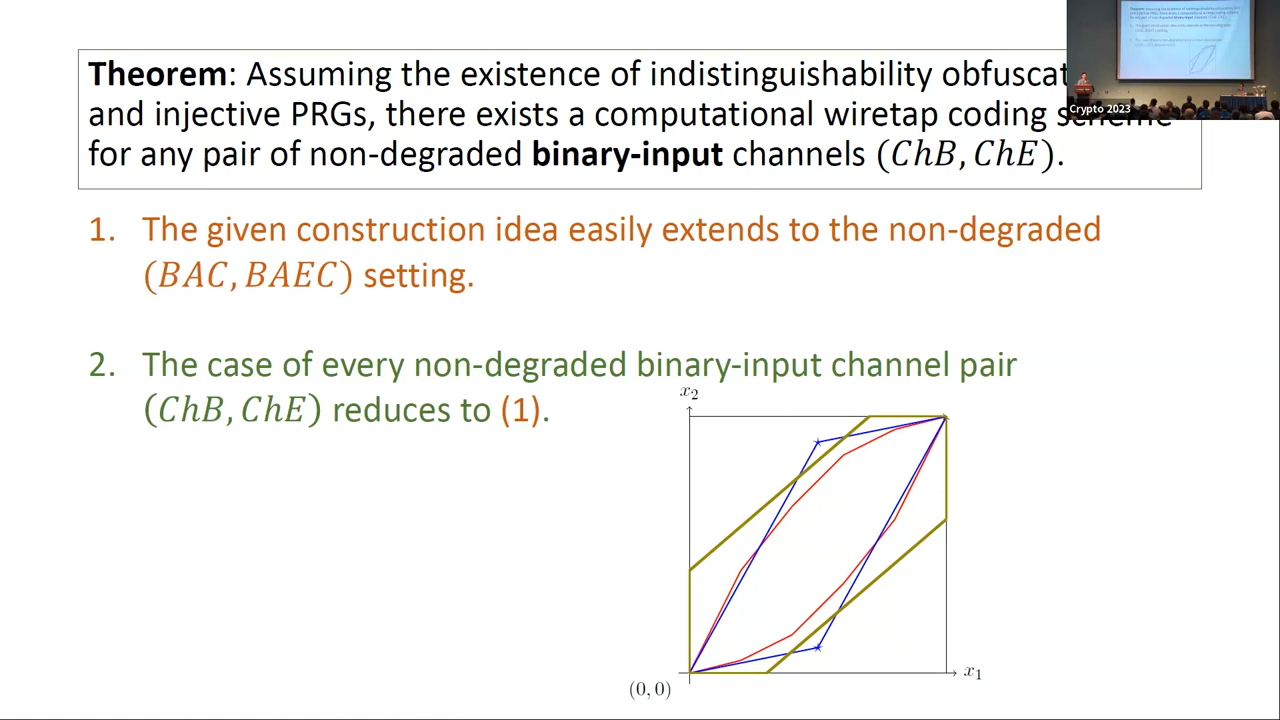 Theorem: Assuming the existence of indistinguishability obfuscat
and injective PRGs, there exists a computational wiretap coding scheme
for any pair of non-degraded binary-input channels (ChB, ChE).
Crypto 2023
1. The given construction idea easily extends to the non-degraded
(BAC, BAEC) setting.
2. The case of every non-degraded binary-input channel pair
(ChB, ChE) reduces to (1).
x₂
x₁
(0, 0)